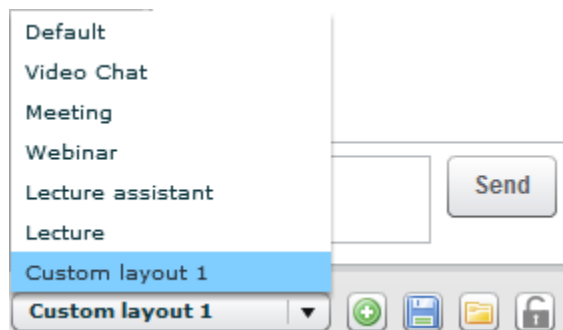 Default
Video Chat
Meeting
Webinar
Lecture assistant
Lecture
Custom layout 1
Custom layout 1
Send